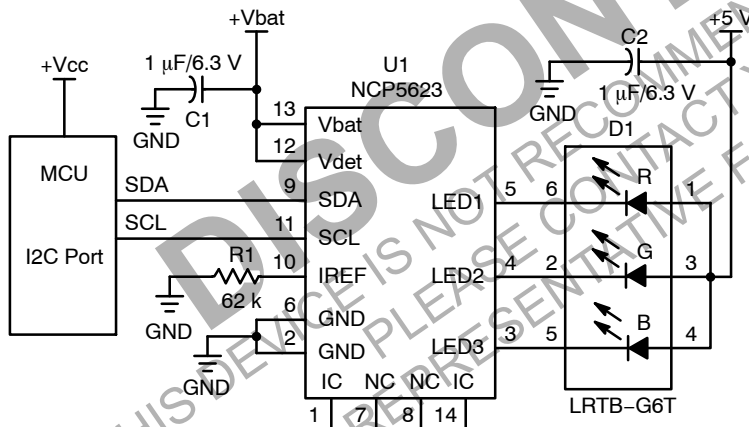 +Vbat
+5 V
C2
+Vcc
1 μF/6.3 V
U1
NCP5623
GND
C1
GND
1 μF/6.3 V
D1
MCU
I2C Port
SDA
SCL
R1
62 k
GND
GND
13
Vbat
12
Vdet
9
SDA
11
SCL
10
IREF
6
GND
2
GND
LED1
5
6
R
1
LED2
4
2
G
3
LED3
3
5
B
4
IC
NC
NC
IC
1
7
8
14
LRTB-G6T
DISCON
THIS DEVICE IS NOT RECOMMEN
PLEASE CONTACT Y
REPRESENTATIVE F